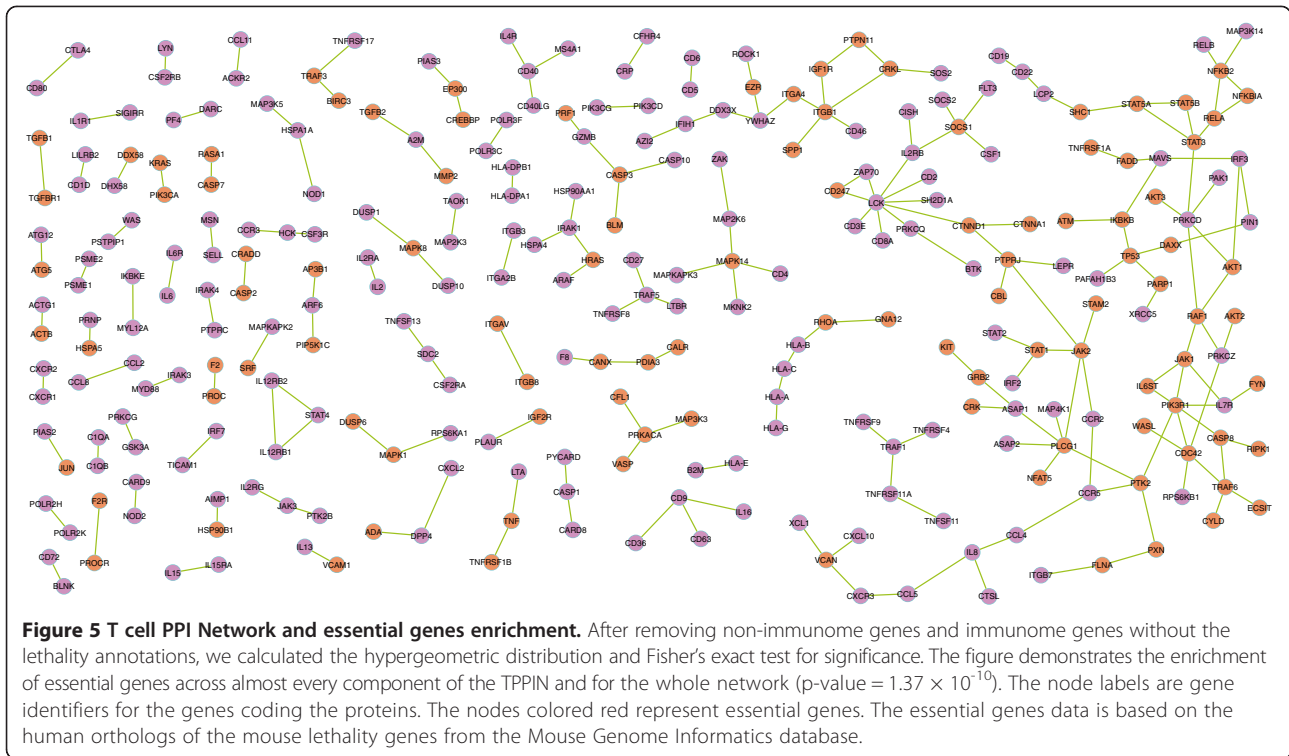 CTLA4
CD80
LYN
CSF2RB
CCL11
ACKR2
TNFRSF17
TRAF3
BIRC3
PIAS3
EP300
CREBBP
IL4R
MS4A1
CD40
CD40LG
CFHR4
CRP
CD6
CD5
ROCK1
EZR
PTPN11
IGF1R
CRKL
SOS2
ITGA4
ITGB1
CD46
SPP1
YWHAZ
DDX3X
IFIH1
AZI2
CISH
SOCS2
FLT3
SOCS1
IL2RB
CSF1
CD19
CD22
LCP2
SHC1
STAT5A
STAT5B
STAT3
RELB
MAP3K14
NFKB2
NFKBIA
RELA
IL1R1
SIGIRR
PF4
DARC
MAP3K5
HSPA1A
NOD1
TGFB2
A2M
MMP2
POLR3F
POLR3C
PIK3CG
PIK3CD
PRF1
GZMB
CASP3
CASP10
BLM
HLA-DPB1
HLA-DPA1
TGFB1
TGFBR1
LILRB2
CD1D
DDX58
DHX58
KRAS
PIK3CA
RASA1
CASP7
ZAK
MAP2K6
MAPK14
MAPKAPK3
CD4
MKNK2
ZAP70
CD247
LCK
CD2
SH2D1A
CD3E
CD8A
PRKCQ
BTK
CTNND1
CTNNA1
TNFRSF1A
FADD
MAVS
IRF3
AKT3
PAK1
PRKCD
PIN1
ATM
IKBKB
DAXX
TP53
AKT1
PAFAH1B3
PARP1
XRCC5
WAS
PSTPIP1
MSN
SELL
CCR3
HCK
CSF3R
TAOK1
MAP2K3
DUSP1
MAPK8
DUSP10
ITGB3
ITGA2B
HSP90AA1
IRAK1
HSPA4
HRAS
ARAF
CD27
TRAF5
TNFRSF8
LTBR
PTPRJ
LEPR
CBL
STAM2
ATG12
ATG5
PSME2
PSME1
IKBKE
MYL12A
IL6R
IL6
CRADD
CASP2
AP3B1
ARF6
PIP5K1C
IL2RA
IL2
ACTG1
ACTB
PRNP
HSPA5
IRAK4
PTPRC
MAPKAPK2
SRF
TNFSF13
SDC2
CSF2RA
ITGAV
ITGB8
F8
CANX
PDIA3
CALR
RHOA
GNA12
HLA-B
HLA-C
HLA-A
HLA-G
STAT2
STAT1
IRF2
JAK2
RAF1
AKT2
PRKCZ
JAK1
KIT
GRB2
CRK
ASAP1
MAP4K1
CCR2
IL6ST
PIK3R1
IL7R
FYN
CXCR2
CXCR1
CCL2
CCL8
MYD88
IRAK3
F2
PROC
IL12RB2
STAT4
IL12RB1
DUSP6
RPS6KA1
MAPK1
IGF2R
PLAUR
CFL1
MAP3K3
PRKACA
VASP
TNFRSF9
TNFRSF4
TRAF1
TNFRSF11A
TNFSF11
ASAP2
PLCG1
NFAT5
WASL
CDC42
CASP8
RIPK1
TRAF6
ECSIT
CYLD
RPS6KB1
PTK2
CCR5
PIAS2
JUN
C1QA
C1QB
PRKCG
GSK3A
IRF7
TICAM1
PYCARD
CASP1
CARD8
B2M
HLA-E
CARD9
NOD2
POLR2H
POLR2K
F2R
PROCR
AIMP1
HSP90B1
IL2RG
JAK3
PTK2B
CXCL2
ADA
DPP4
LTA
TNF
TNFRSF1B
CD9
IL16
CD36
CD63
CD72
BLNK
IL15
IL15RA
IL13
VCAM1
XCL1
CXCL10
VCAN
CXCR3
CCL5
IL8
CTSL
CCL4
ITGB7
FLNA
PXN
Figure 5 T cell PPI Network and essential genes enrichment. After removing non-immunome genes and immunome genes without the
lethality annotations, we calculated the hypergeometric distribution and Fisher's exact test for significance. The figure demonstrates the enrichment
of essential genes across almost every component of the TPPIN and for the whole network (p-value = 1.37 × 10⁻¹⁰). The node labels are gene
identifiers for the genes coding the proteins. The nodes colored red represent essential genes. The essential genes data is based on the
human orthologs of the mouse lethality genes from the Mouse Genome Informatics database.